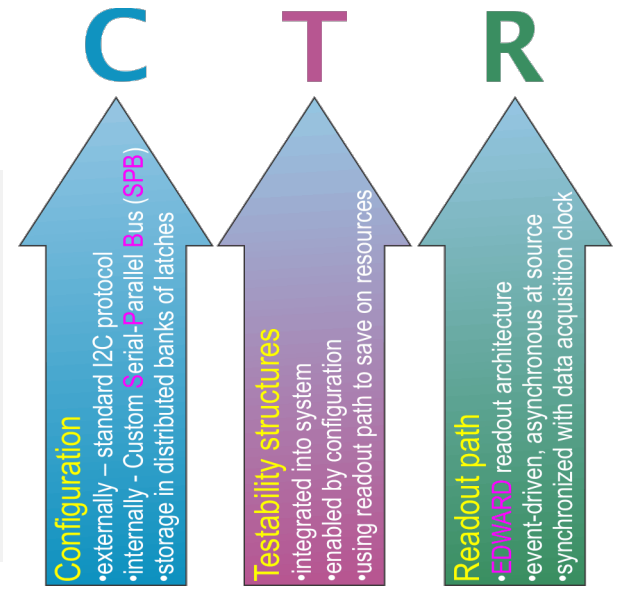 C
T
R
Configuration
•externally – standard I2C protocol
•internally - Custom Serial-Parallel Bus (SPB)
•storage in distributed banks of latches
Testability structures
•integrated into system
•enabled by configuration
•using readout path to save on resources
Readout path
•EDWARD readout architecture
•event-driven, asynchronous at source
•synchronized with data acquisition clock